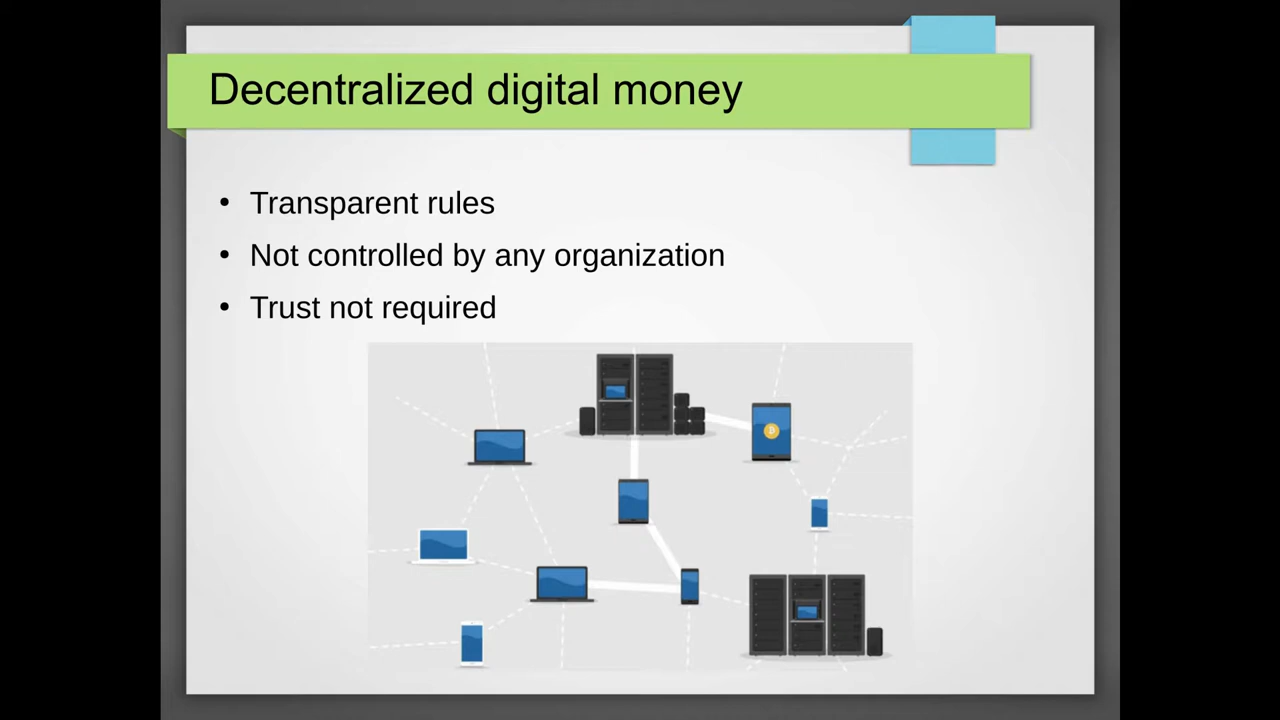 Decentralized digital money
• Transparent rules
• Not controlled by any organization
• Trust not required